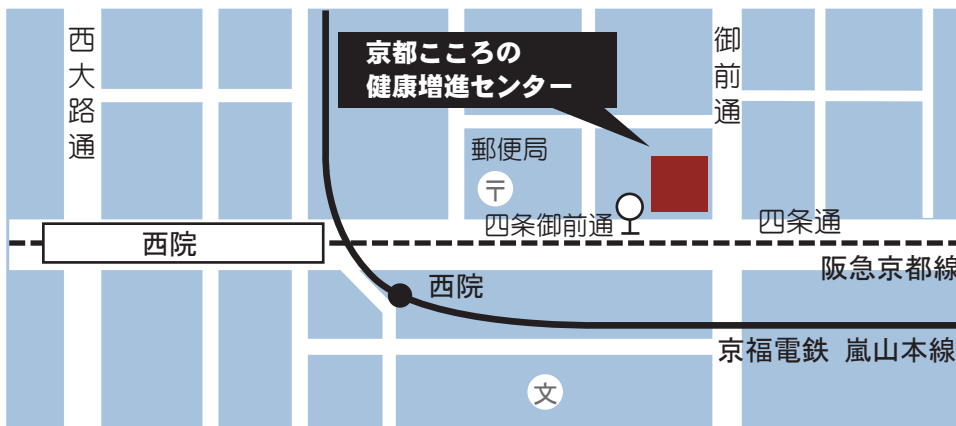 西大路通
京都こころの
健康増進センター
御前通
郵便局
〒
四条御前通
四条通
西院
阪急京都線
西院
京福電鉄 嵐山本線
文